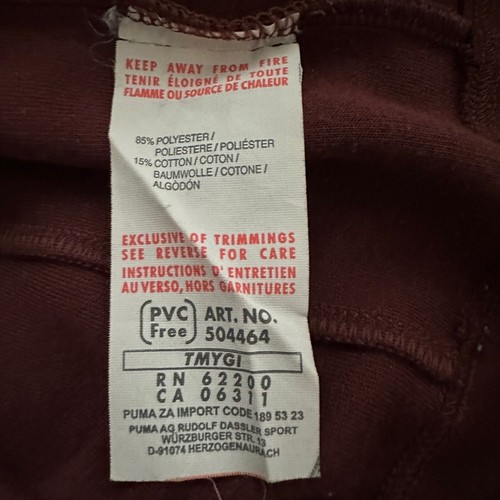 KEEP AWAY FROM FIRE
TENIR ÉLOIGNÉ DE TOUTE
FLAMME OU SOURCE DE CHALEUR
85% POLYESTER /
POLIESTERE / POLIÉSTER
15% COTTON / COTON /
BAUMWOLLE / COTONE /
ALGODÓN
EXCLUSIVE OF TRIMMINGS
SEE REVERSE FOR CARE
INSTRUCTIONS D'ENTRETIEN
AU VERSO, HORS GARNITURES
PVC Free ART. NO.
504464
TMYGI
RN 62200
CA 06311
PUMA ZA IMPORT CODE 189 53 23
PUMA AG RUDOLF DASSLER SPORT
WÜRZBURGER STR. 13
D-91074 HERZOGENAURACH